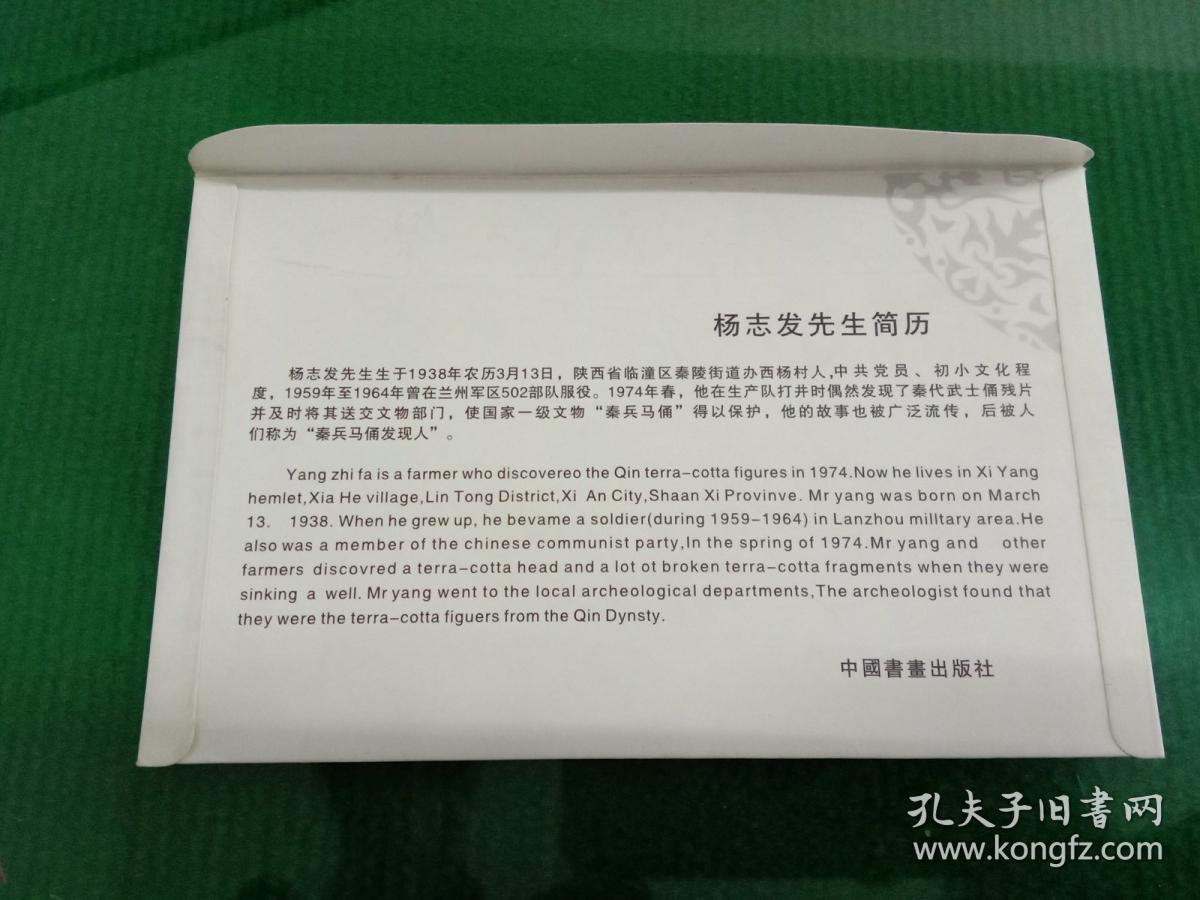 杨志发先生简历
杨志发先生生于1938年农历3月13日，陕西省临潼区秦陵街道办西杨村人,中共党员、初小文化程
度，1959年至1964年曾在兰州军区502部队服役。1974年春，他在生产队打井时偶然发现了秦代武士俑残片
并及时将其送交文物部门，使国家一级文物“秦兵马俑”得以保护，他的故事也被广泛流传，后被人
们称为“秦兵马俑发现人”。
Yang zhi fa is a farmer who discovereo the Qin terra-cotta figures in 1974.Now he lives in Xi Yang
hemlet,Xia He village,Lin Tong District,Xi An City,Shaan Xi Provinve. Mr yang was born on March
13. 1938. When he grew up, he bevame a soldier(during 1959-1964) in Lanzhou milltary area.He
also was a member of the chinese communist party,In the spring of 1974.Mr yang and other
farmers discovred a terra-cotta head and a lot ot broken terra-cotta fragments when they were
sinking a well. Mr yang went to the local archeological departments,The archeologist found that
they were the terra-cotta figuers from the Qin Dynsty.
中國書畫出版社
孔夫子旧書网
www.kongfz.com